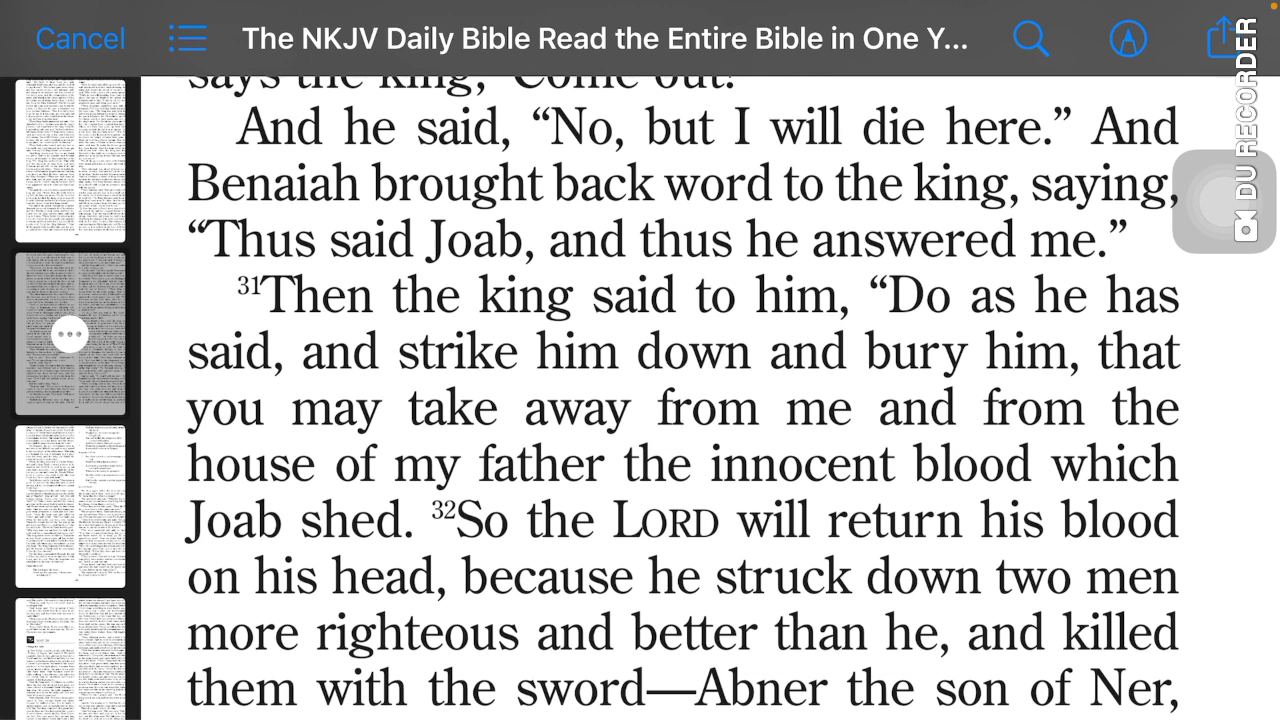 Cancel
The NKJV Daily Bible Read the Entire Bible in One Y...
DU RECORDER
says the king, ‘Come out!’
And he said, “No, but will die here.” And
Benaiah brought back word to the king, saying,
“Thus said Joab, and thus he answered me.”
31Then the king said to him, “Do as he has
said, and strike him down and bury him, that
you may take away from me and from the
house of my father the innocent blood which
Joab shed. 32So the LORD will return his blood
on his head, because he struck down two men
more righteous and better than he, and killed
them with the sword—Abner the son of Ner,